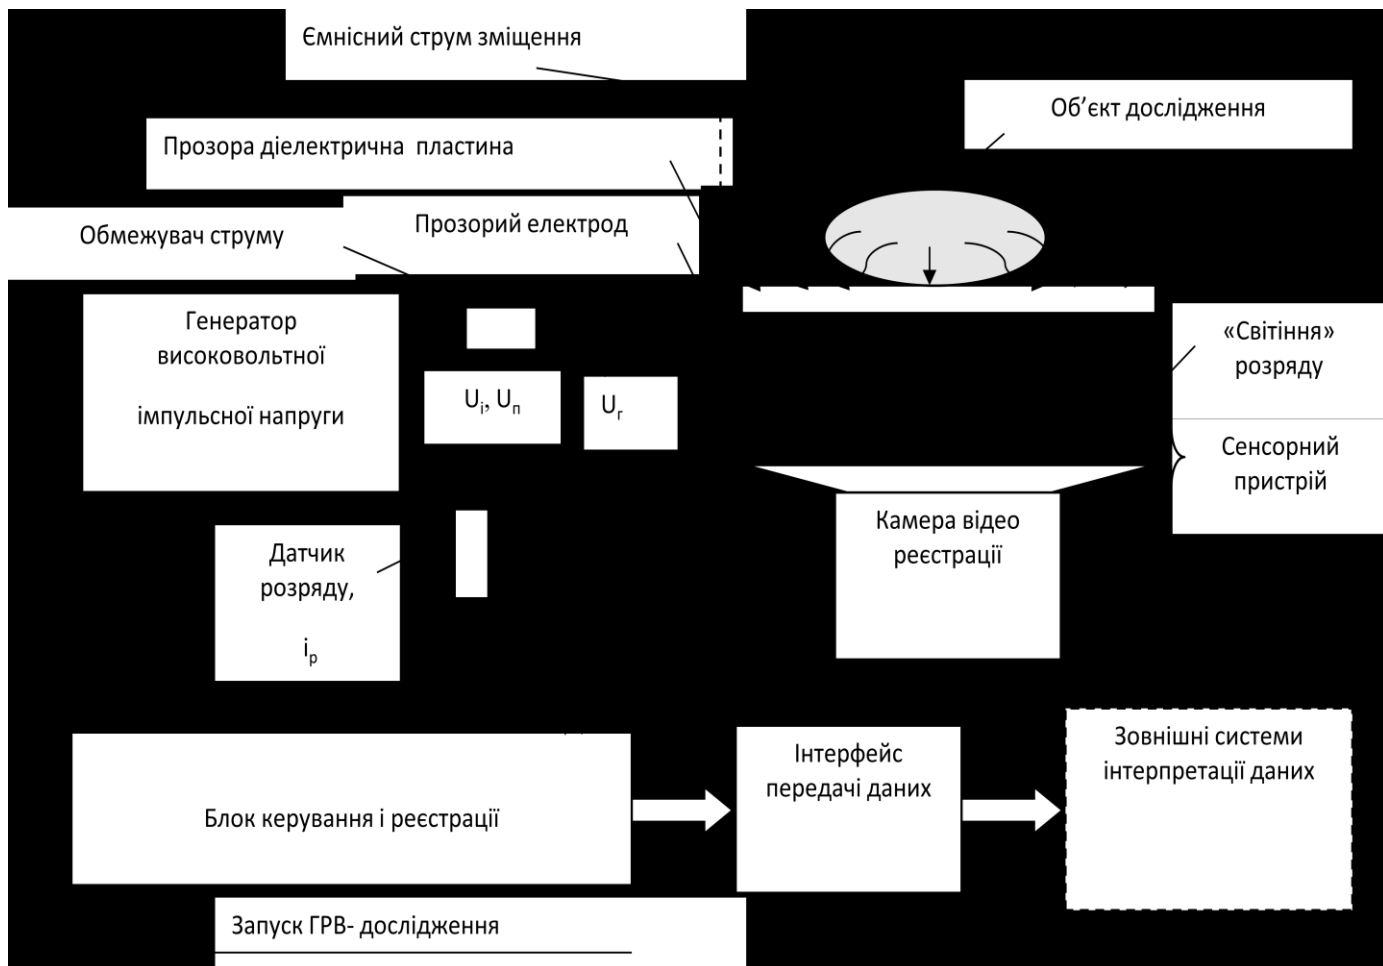 Ємнісний струм зміщення
Об’єкт дослідження
Прозора діелектрична пластина
Прозорий електрод
Обмежувач струму
Генератор
високовольтної
імпульсної напруги
Uі, Uп
Uг
«Світіння»
розряду
Сенсорний
пристрій
Камера відео
реєстрації
Датчик
розряду,
ір
Блок керування і реєстрації
Інтерфейс
передачі даних
Зовнішні системи
інтерпретації даних
Запуск ГРВ- дослідження